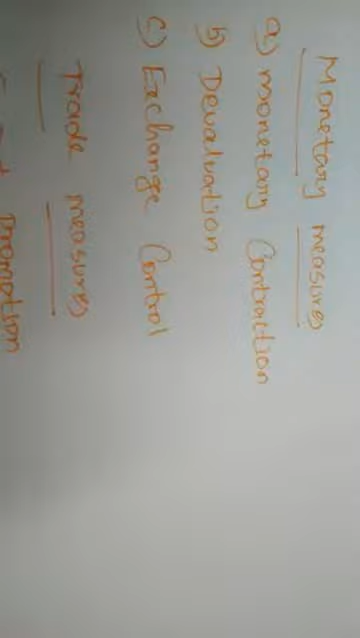 Monetary measures
a) monetary Contraction
b) Devaluation
c) Exchange Control
Trade measures
Promotion